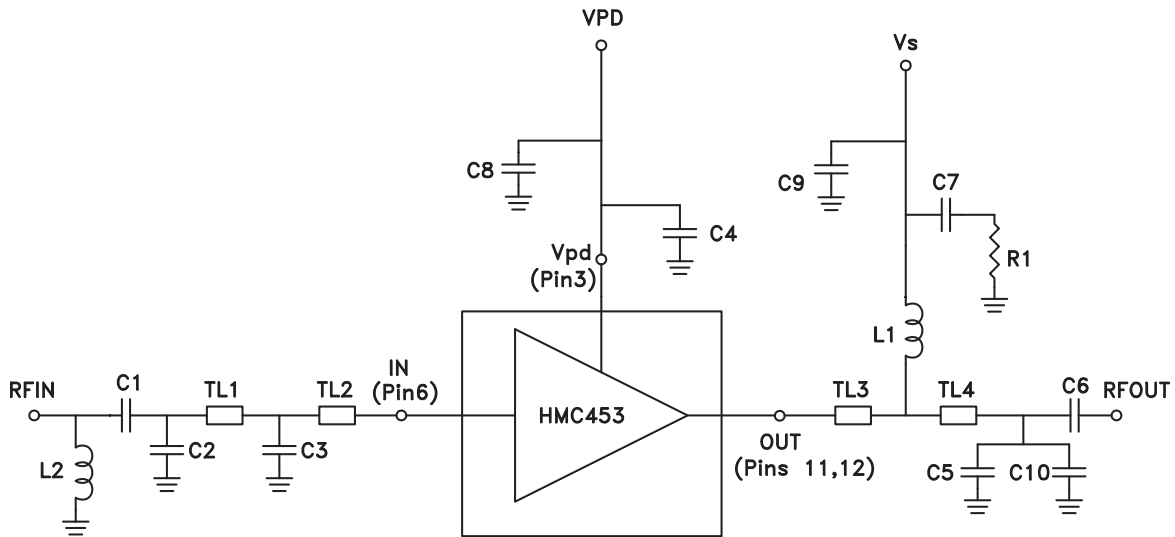 VPD
Vs
C8
C9
C7
C4
R1
Vpd
(Pin3)
L1
IN
(Pin6)
RFIN
C1
TL1
TL2
TL3
TL4
C6
RFOUT
HMC453
L2
C2
C3
OUT
(Pins 11,12)
C5
C10